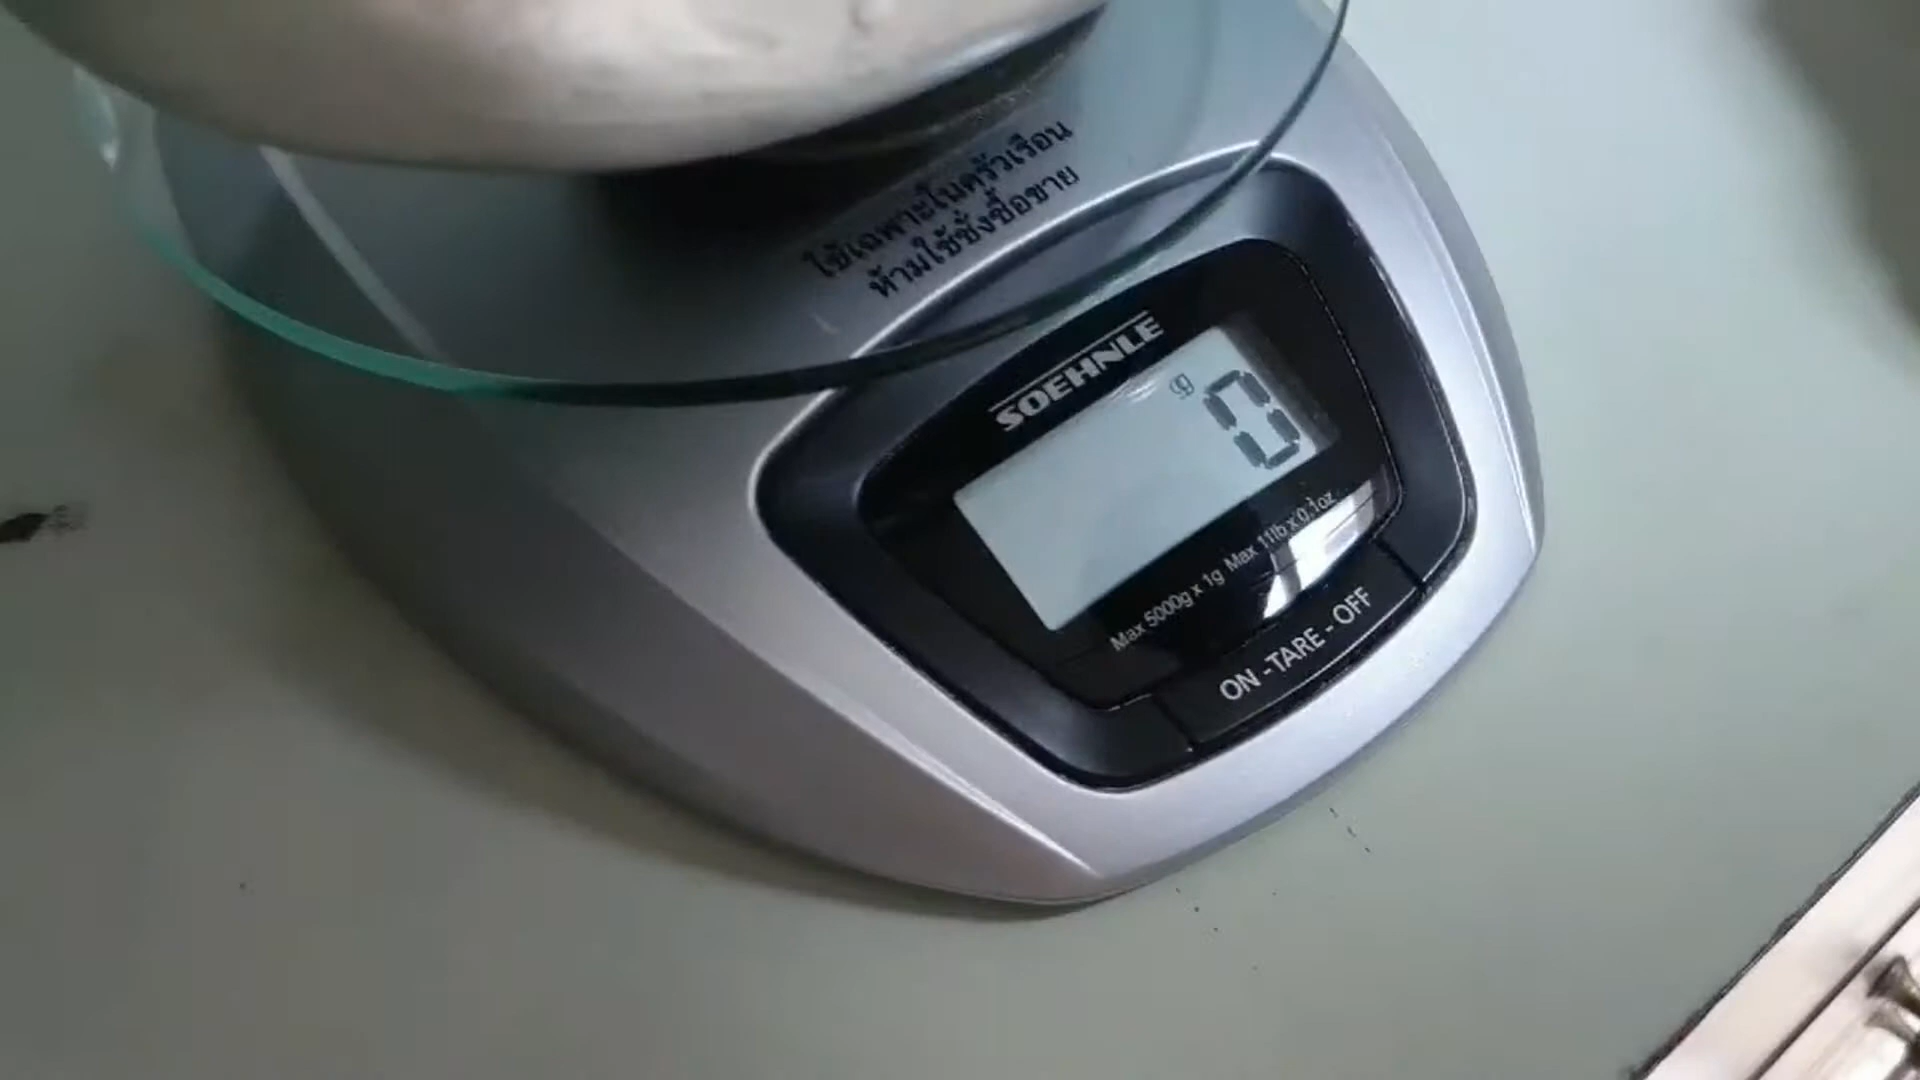 ใช้เฉพาะในครัวเรือน
ห้ามใช้ชั่งซื้อขาย
SOEHNLE
g 0
Max 5000g x 1g Max 11lb x 0.1oz
ON - TARE - OFF